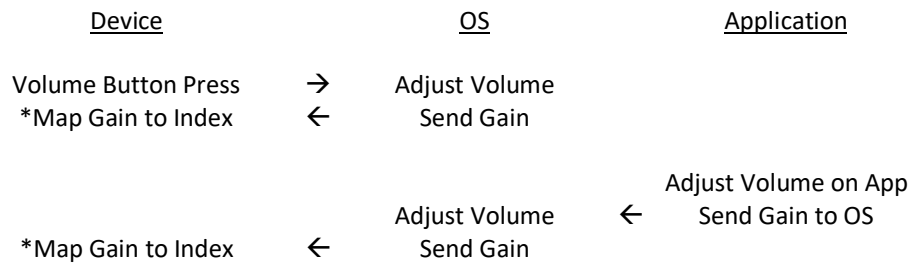 Device OS Application
Volume Button Press → Adjust Volume
*Map Gain to Index ← Send Gain
Adjust Volume on App
Adjust Volume ← Send Gain to OS
*Map Gain to Index ← Send Gain